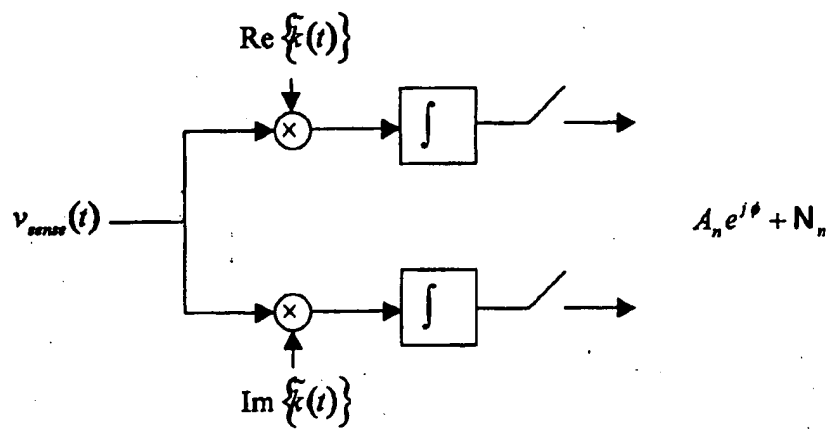 Re {k̃(t)}
×
∫
v_sense(t)
A_n e^{jϕ} + N_n
×
∫
Im {k̃(t)}